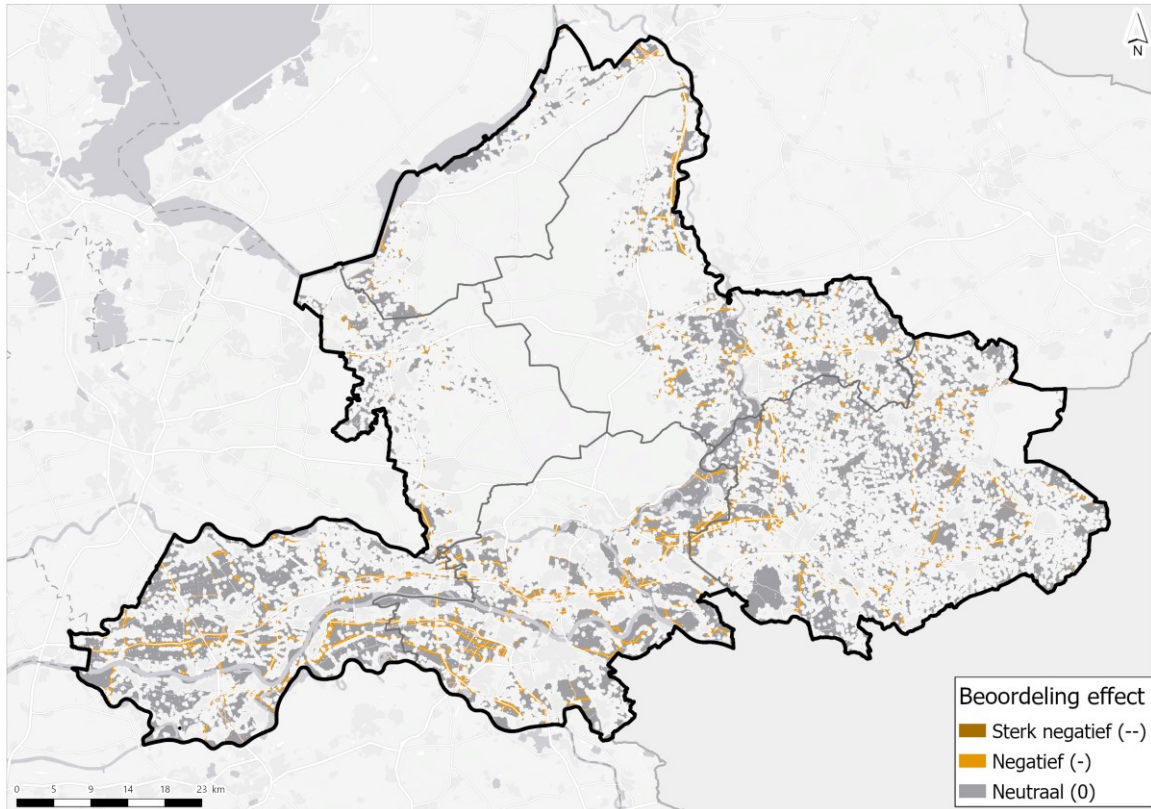 N
Beoordeling effect
Sterk negatief (--)
Negatief (-)
Neutraal (0)
0 5 9 14 18 23 km